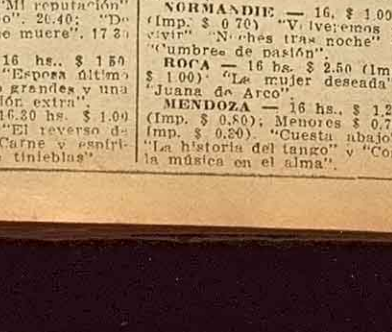 "Mi reputación"
20.40; "De
e muere". 17 3
16 hs., $ 1 50
"Esposa último
grandes y una
ión extra".
16.30 hs. $ 1.00
"El reverso de
Carne y espíri-
tinieblas".
NORMANDIE — 16, $ 1.00
(Imp. $ 0 70) "Volveremos
vivir" "Noches tras noche"
"Cumbres de pasión".
ROCA — 16 hs. $ 2.50 (Im
$ 1.00) "La mujer deseada"
"Juana de Arco".
MENDOZA — 16 hs., $ 1,2
(Imp. $ 0,80); Menores $ 0,7
Imp. $ 0.20). "Cuesta abajo"
"La historia del tango" y "Co
la música en el alma".